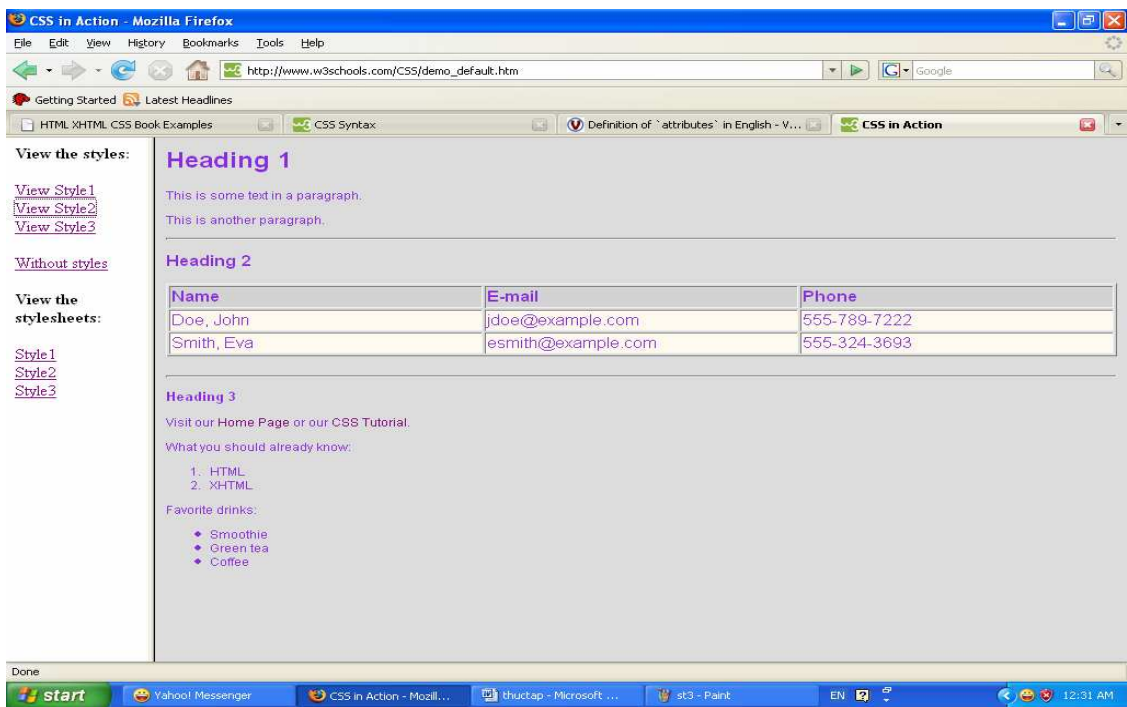 CSS in Action - Mozilla Firefox
File Edit View History Bookmarks Tools Help
http://www.w3schools.com/CSS/demo_default.htm
G Google
Getting Started Latest Headlines
HTML XHTML CSS Book Examples
CSS Syntax
Definition of `attributes` in English - V...
CSS in Action
View the styles:
View Style1
View Style2
View Style3
Without styles
View the
stylesheets:
Style1
Style2
Style3
Heading 1
This is some text in a paragraph.
This is another paragraph.
Heading 2
Name E-mail Phone
Doe, John jdoe@example.com 555-789-7222
Smith, Eva esmith@example.com 555-324-3693
Heading 3
Visit our Home Page or our CSS Tutorial.
What you should already know:
1. HTML
2. XHTML
Favorite drinks:
Smoothie
Green tea
Coffee
Done
start Yahoo! Messenger CSS in Action - Mozill... thuctap - Microsoft ... st3 - Paint EN 12:31 AM